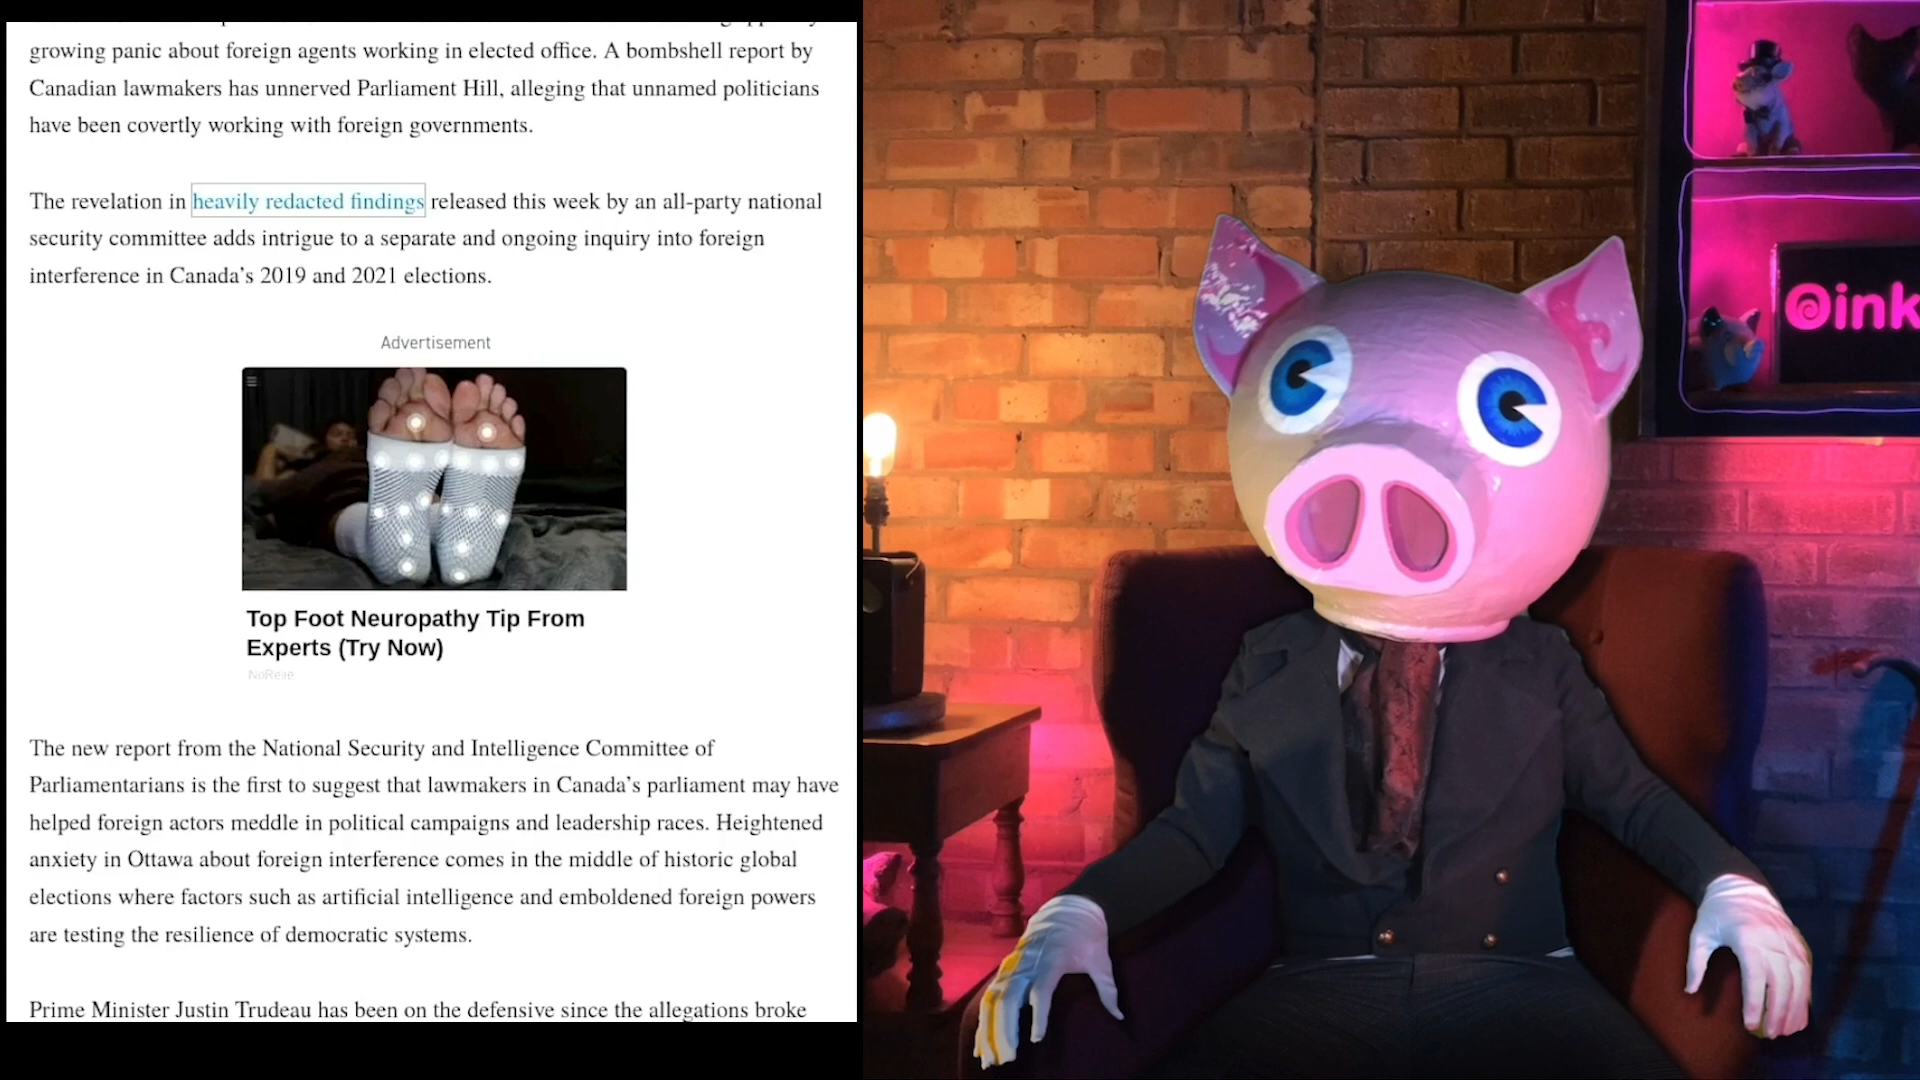 growing panic about foreign agents working in elected office. A bombshell report by
Canadian lawmakers has unnerved Parliament Hill, alleging that unnamed politicians
have been covertly working with foreign governments.
The revelation in heavily redacted findings released this week by an all-party national
security committee adds intrigue to a separate and ongoing inquiry into foreign
interference in Canada’s 2019 and 2021 elections.
Advertisement
Top Foot Neuropathy Tip From
Experts (Try Now)
The new report from the National Security and Intelligence Committee of
Parliamentarians is the first to suggest that lawmakers in Canada’s parliament may have
helped foreign actors meddle in political campaigns and leadership races. Heightened
anxiety in Ottawa about foreign interference comes in the middle of historic global
elections where factors such as artificial intelligence and emboldened foreign powers
are testing the resilience of democratic systems.
Prime Minister Justin Trudeau has been on the defensive since the allegations broke
Oink